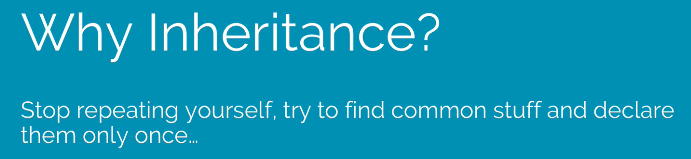 Why Inheritance?
Stop repeating yourself, try to find common stuff and declare
them only once…